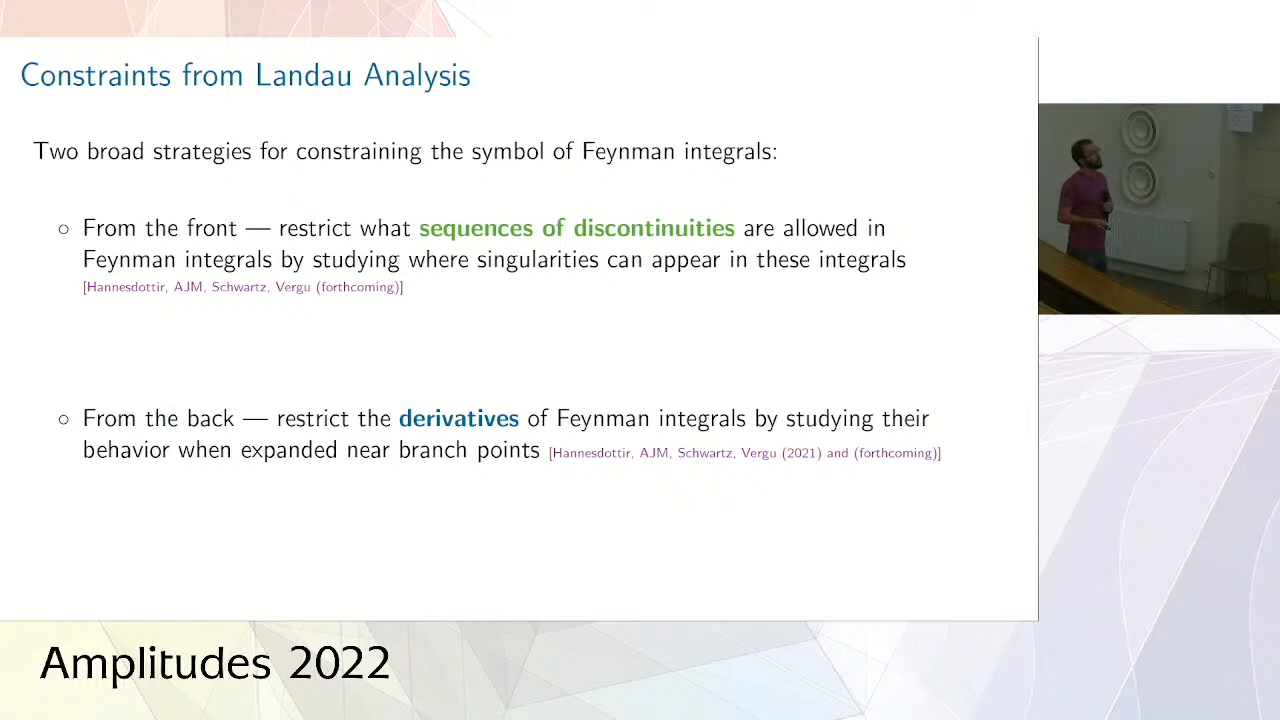 Constraints from Landau Analysis
Two broad strategies for constraining the symbol of Feynman integrals:
○ From the front — restrict what sequences of discontinuities are allowed in
Feynman integrals by studying where singularities can appear in these integrals
[Hannesdottir, AJM, Schwartz, Vergu (forthcoming)]
○ From the back — restrict the derivatives of Feynman integrals by studying their
behavior when expanded near branch points [Hannesdottir, AJM, Schwartz, Vergu (2021) and (forthcoming)]
Amplitudes 2022